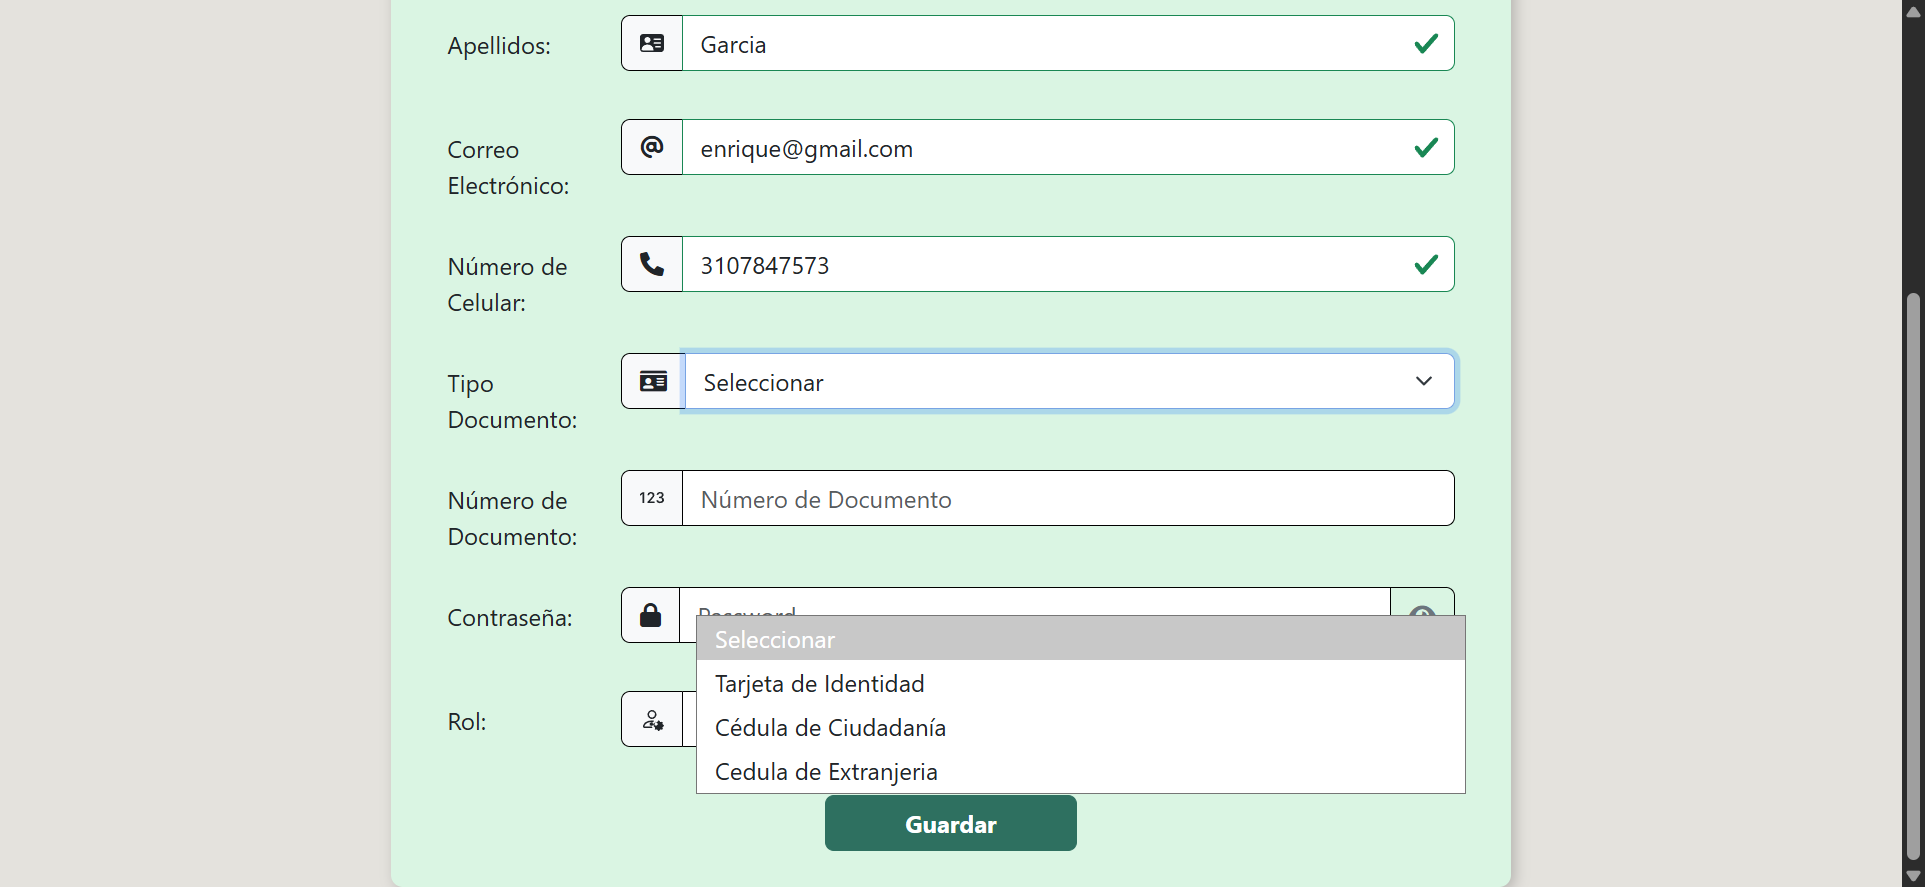 Apellidos:
Garcia
Correo
Electrónico:
enrique@gmail.com
Número de
Celular:
3107847573
Tipo
Documento:
Seleccionar
Número de
Documento:
123
Número de Documento
Contraseña:
Password
Seleccionar
Tarjeta de Identidad
Cédula de Ciudadanía
Cedula de Extranjeria
Rol:
Guardar